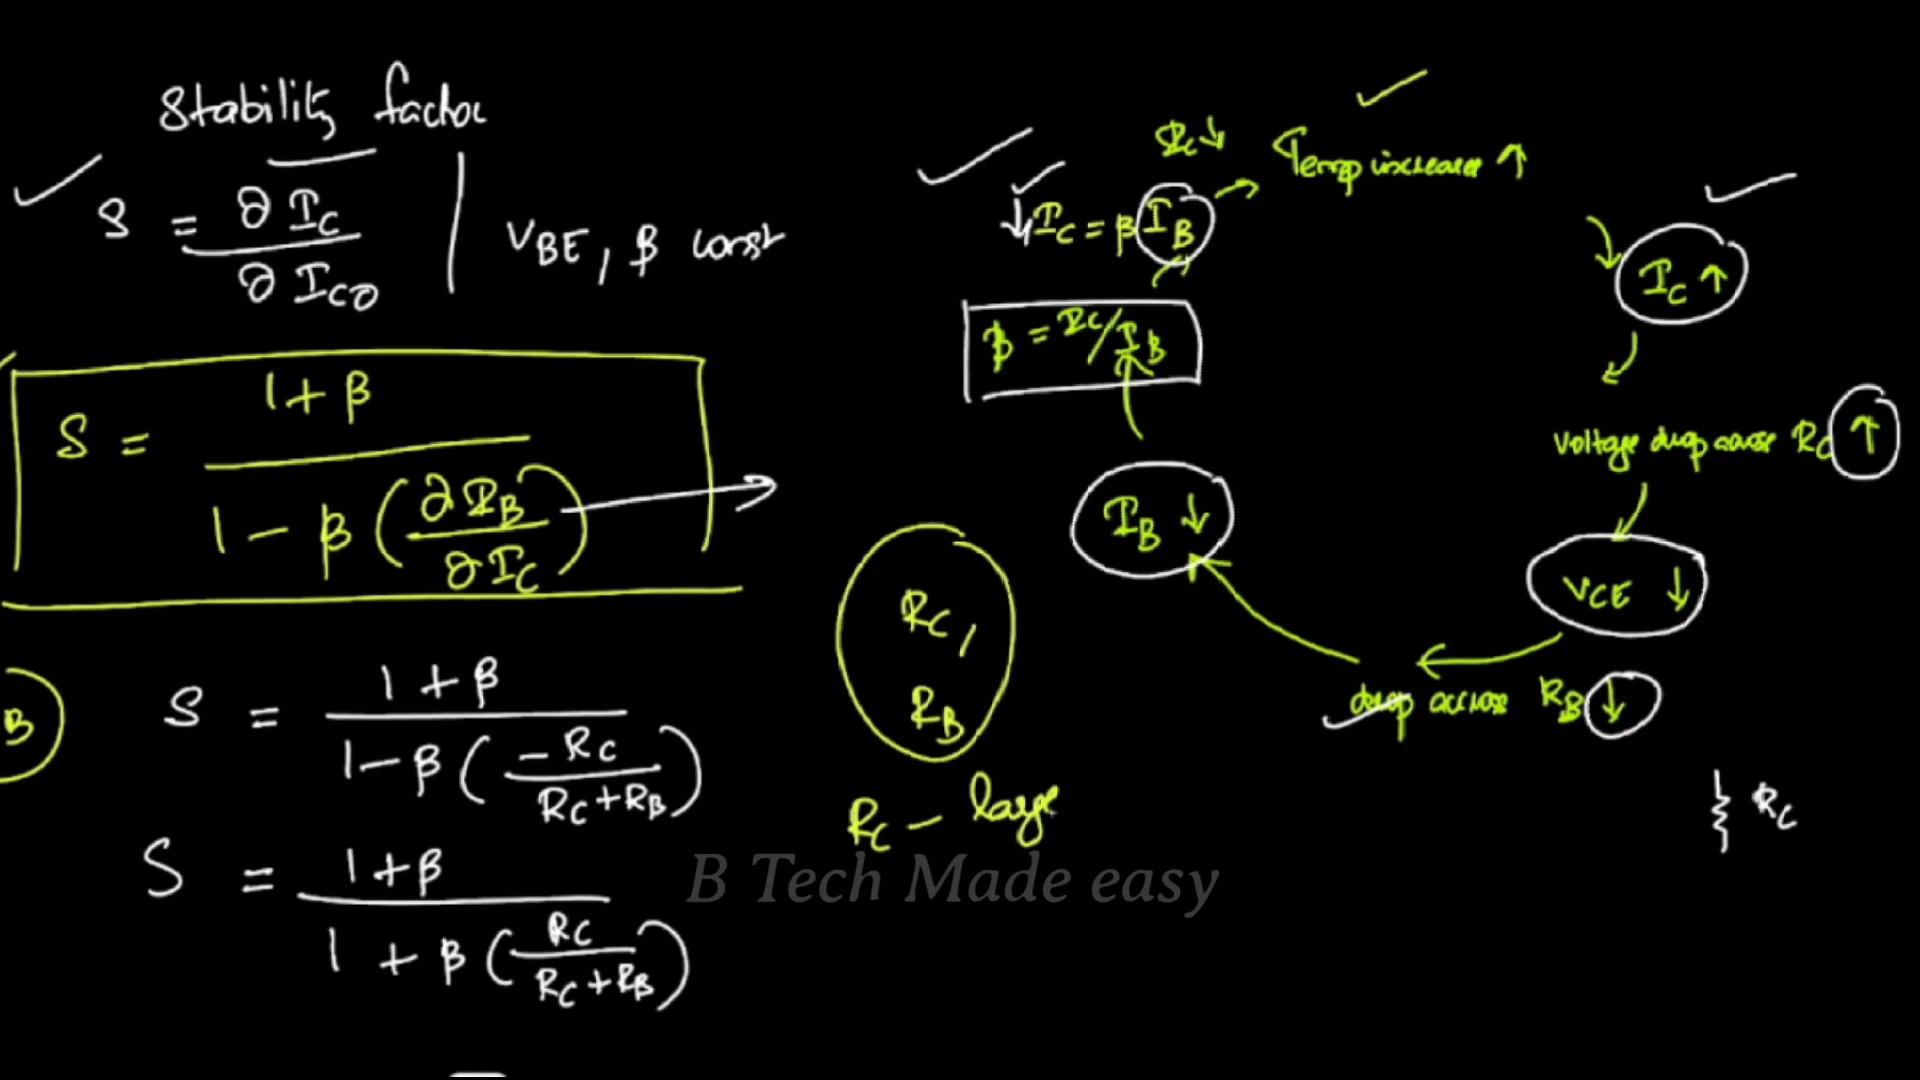 Stability factor
S = ∂IC / ∂ICO | VBE, β const
S = 1 + β / 1 - β (∂IB / ∂IC)
B
S = 1 + β / 1 - β (-RC / RC + RB)
S = 1 + β / 1 + β (RC / RC + RB)
RC,
RB
RC - large
IC ↓
Temp increases ↑
↓ IC = β IB
β = IC / IB
IB ↓
IC ↑
Voltage drop across RC ↑
VCE ↓
drop across RB ↓
RC
B Tech Made easy